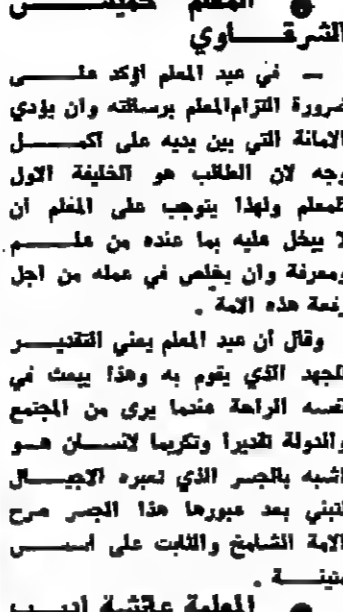 ● المعلم خميس
الشرقاوي
ـ في عيد المعلم اؤكد على
ضرورة التزام المعلم برسالته وان يؤدي
الامانة التي بين يديه على اكمل
وجه لان الطالب هو الخليفة الاول
للمعلم ولهذا يتوجب على المعلم ان
لا يبخل عليه بما عنده من علم
ومعرفة وان يخلص في عمله من اجل
رفعة هذه الامة .
وقال أن عيد المعلم يعني التقدير
للجهد الذي يقوم به وهذا يبعث في
نفسه الراحة عندما يرى من المجتمع
والدولة تقديرا وتكريما لانسان هو
اشبه بالجسر الذي تعبره الاجيال
لتبني بعد عبورها هذا الجسر صرح
الامة الشامخ والثابت على اسس
متينة .
● المعلمة عائشة اديب